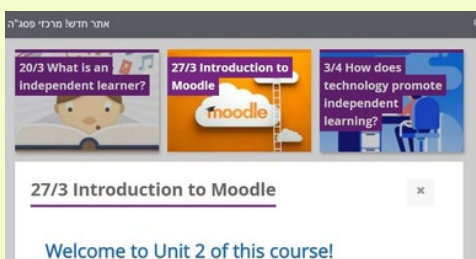 אתר חדש! מרכזי פסג"ה
20/3 What is an
independent learner?
27/3 Introduction to
Moodle
moodle
3/4 How does
technology promote
independent
learning?
27/3 Introduction to Moodle
Welcome to Unit 2 of this course!